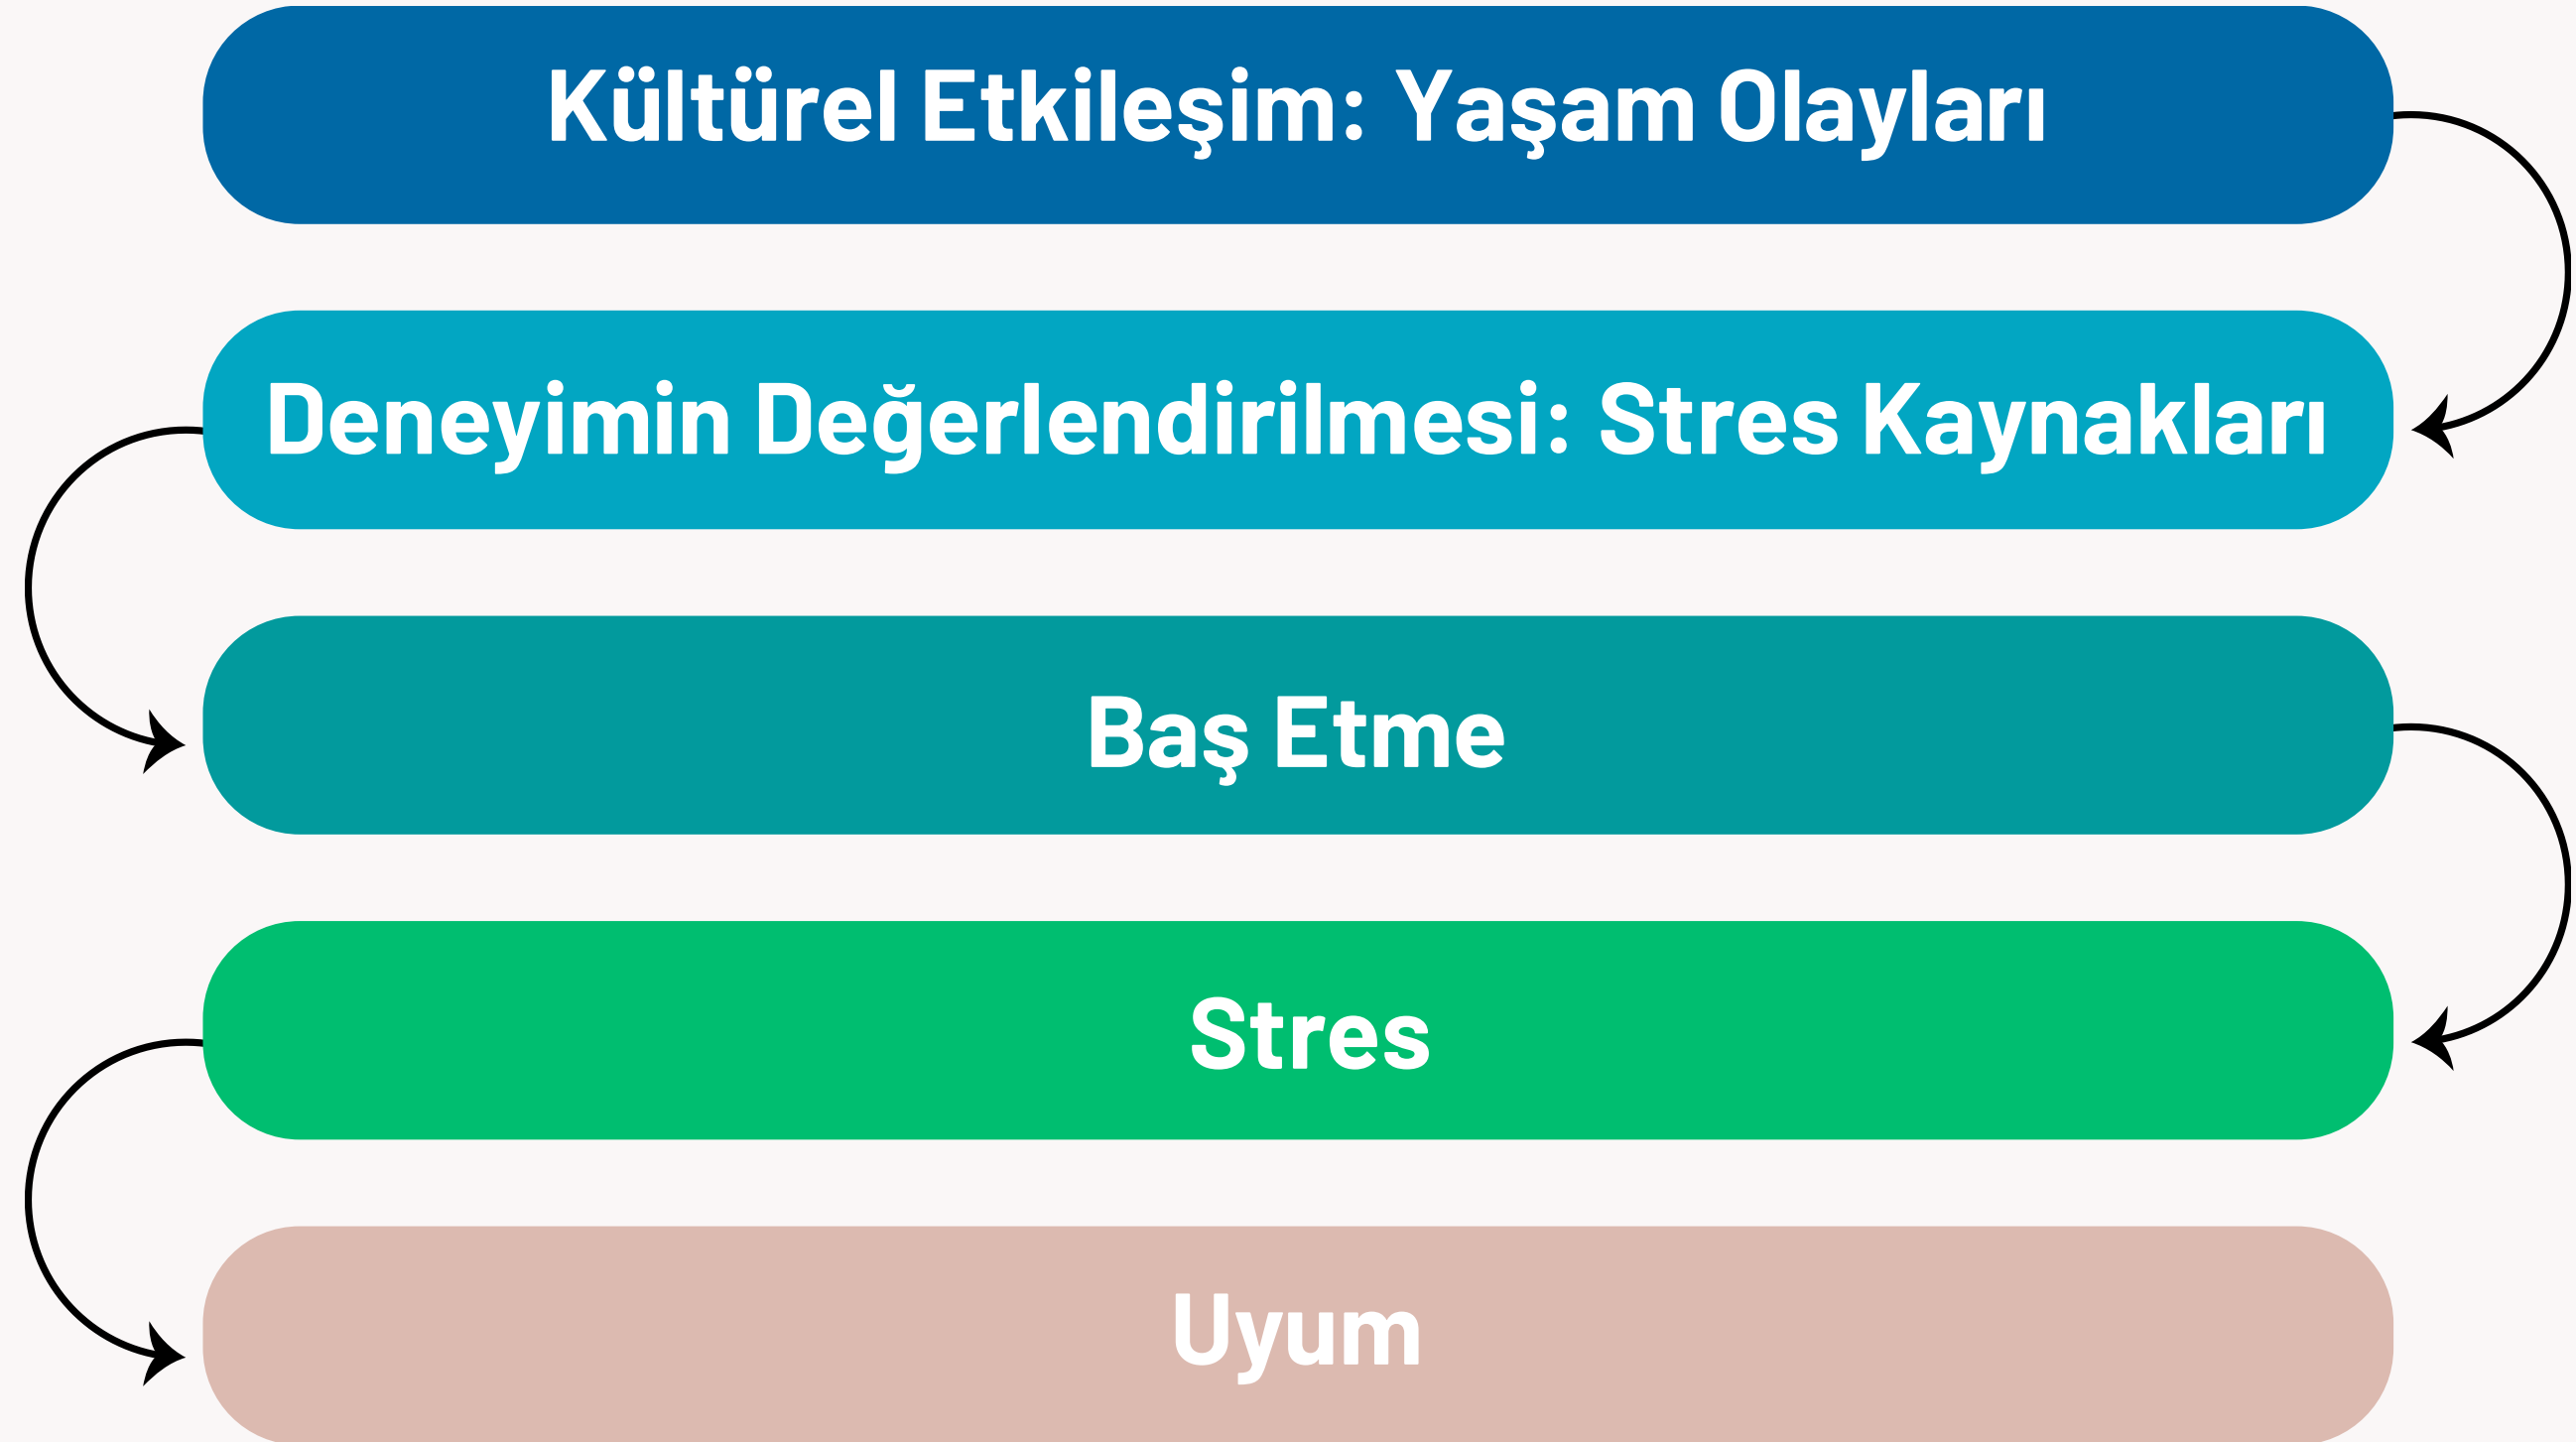 Kültürel Etkileşim: Yaşam Olayları
Deneyimin Değerlendirilmesi: Stres Kaynakları
Baş Etme
Stres
Uyum